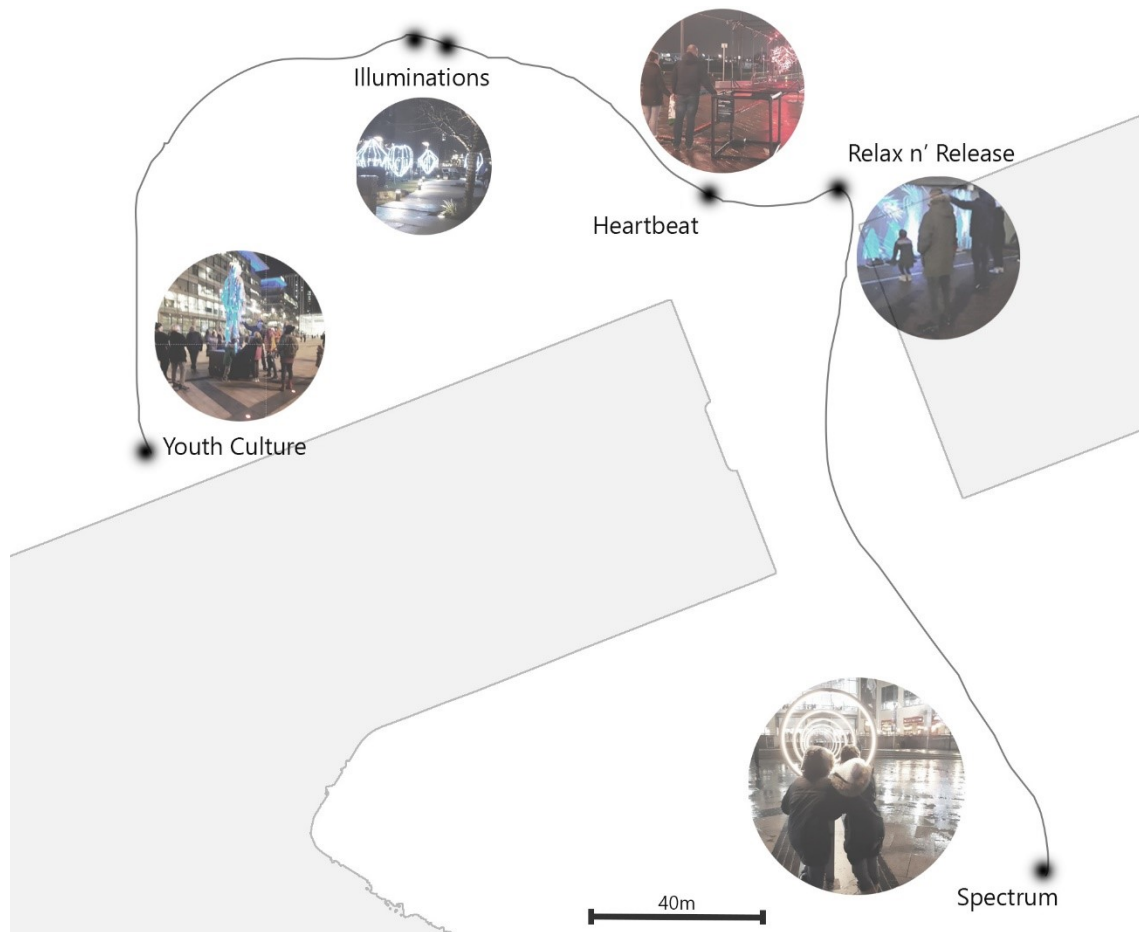 Illuminations
Relax n' Release
Heartbeat
Youth Culture
40m
Spectrum